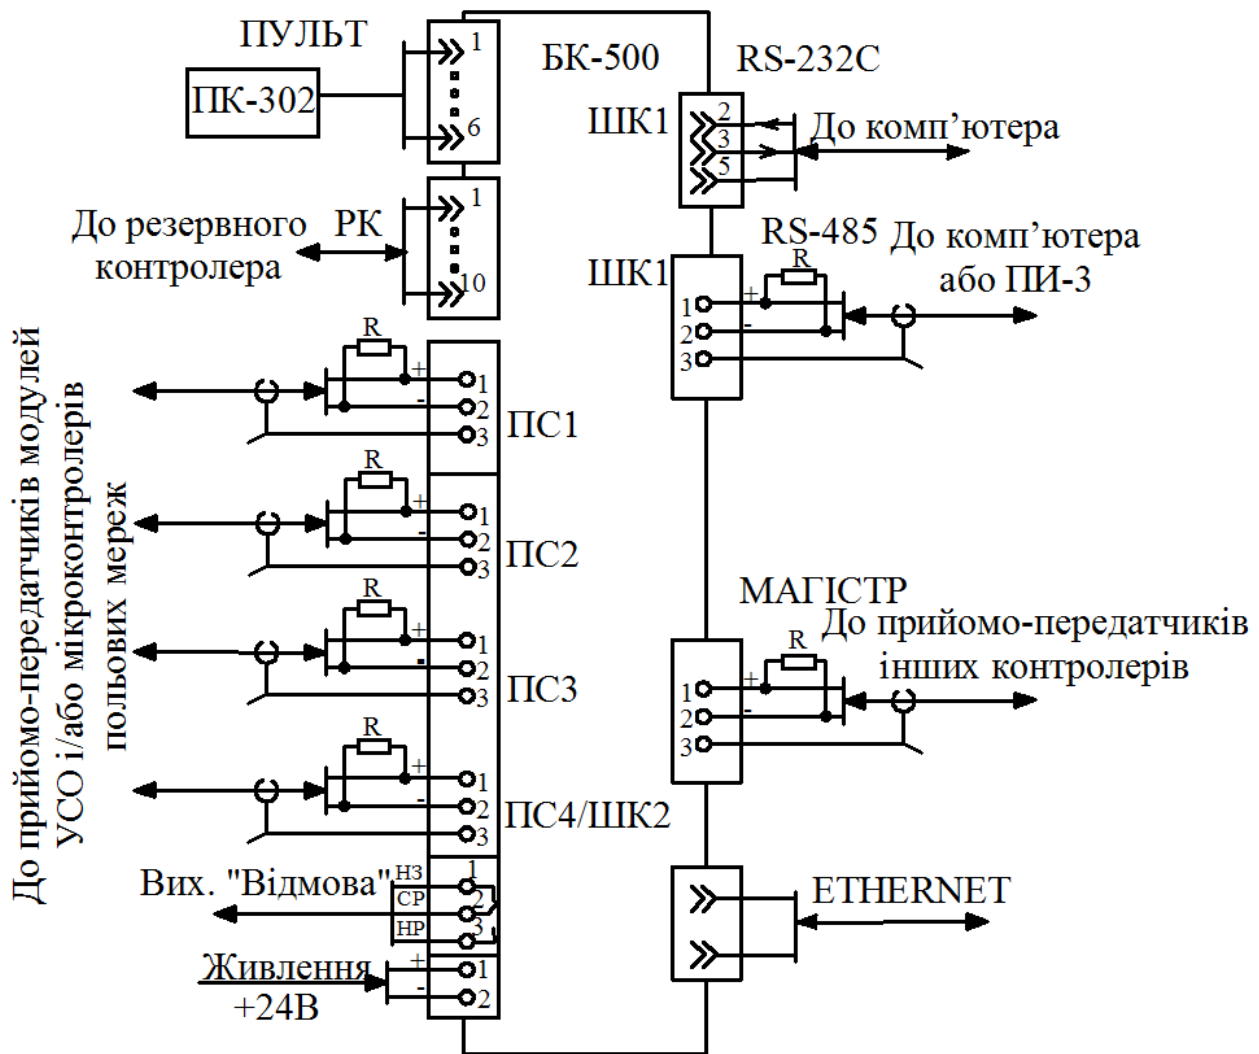 ПУЛЬТ
ПК-302
1
6
До резервного
контролера
РК
1
10
До прийомо-передатчиків модулей
УСО і/або мікроконтролерів
польових мереж
R
+
-
1
2
3
ПС1
R
+
-
1
2
3
ПС2
R
+
-
1
2
3
ПС3
R
+
-
1
2
3
ПС4/ШК2
Вих. "Відмова"
НЗ
СР
НР
1
2
3
Живлення
+24В
+
-
1
2
БК-500
RS-232C
ШК1
2
3
5
До комп’ютера
RS-485
ШК1
R
+
-
1
2
3
До комп’ютера
або ПИ-3
МАГІСТР
R
+
-
1
2
3
До прийомо-передатчиків
інших контролерів
ETHERNET